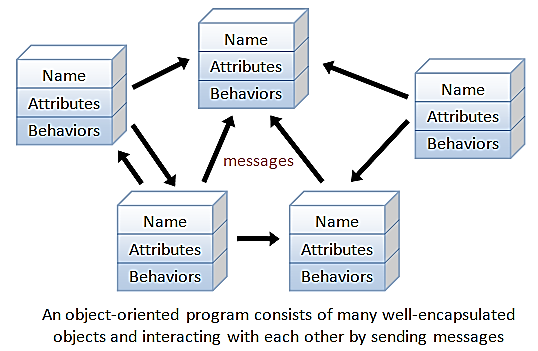 Name
Attributes
Behaviors
Name
Attributes
Behaviors
Name
Attributes
Behaviors
messages
Name
Attributes
Behaviors
Name
Attributes
Behaviors
An object-oriented program consists of many well-encapsulated
objects and interacting with each other by sending messages